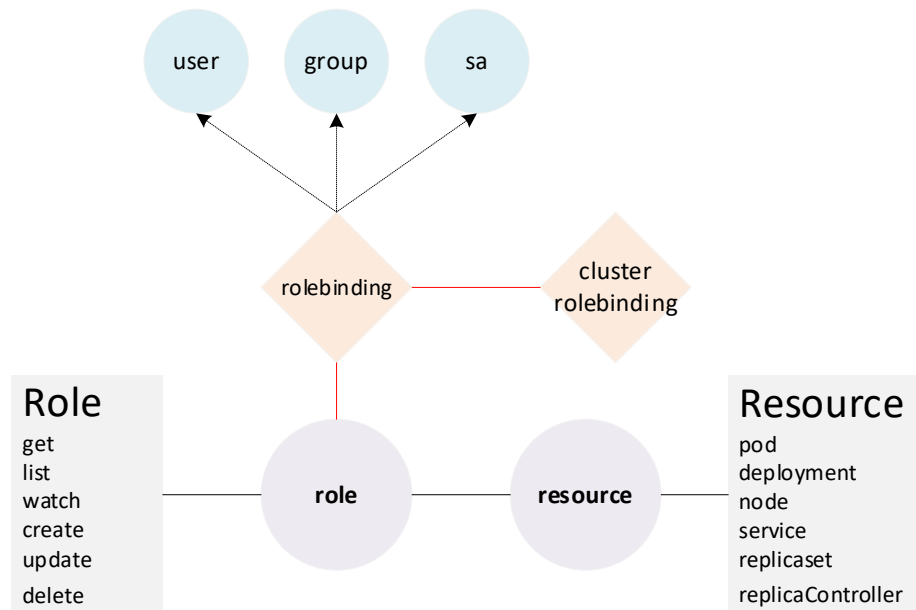 user
group
sa
rolebinding
cluster
rolebinding
Role
get
list
watch
create
update
delete
role
resource
Resource
pod
deployment
node
service
replicaset
replicaController